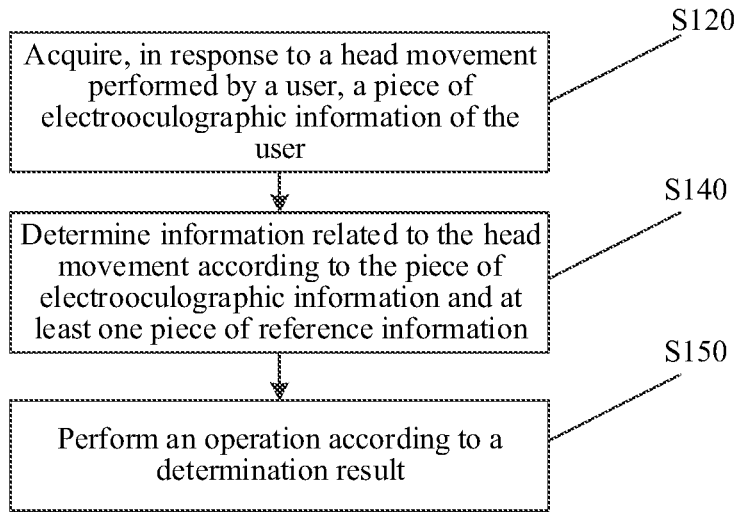 S120
Acquire, in response to a head movement
performed by a user, a piece of
electrooculographic information of the
user
S140
Determine information related to the head
movement according to the piece of
electrooculographic information and at
least one piece of reference information
S150
Perform an operation according to a
determination result